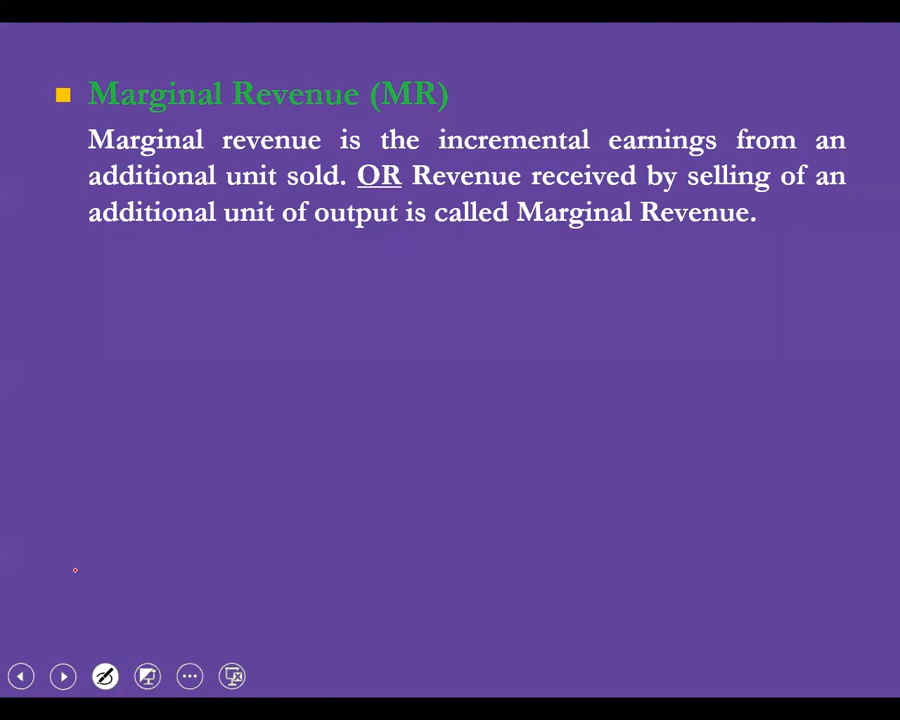 Marginal Revenue (MR)
Marginal revenue is the incremental earnings from an
additional unit sold. OR Revenue received by selling of an
additional unit of output is called Marginal Revenue.